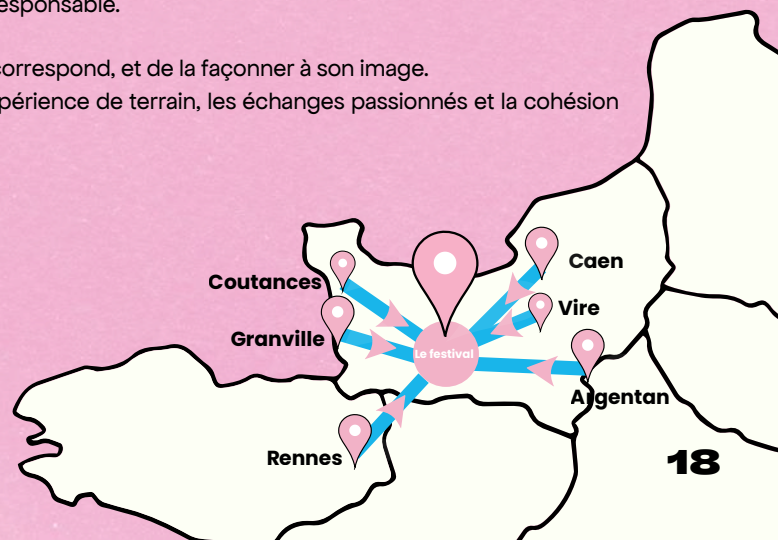 esponsable.
correspond, et de la façonner à son image.
périence de terrain, les échanges passionnés et la cohésion
Caen
Coutances
Vire
Granville
Le festival
Argentan
Rennes
18